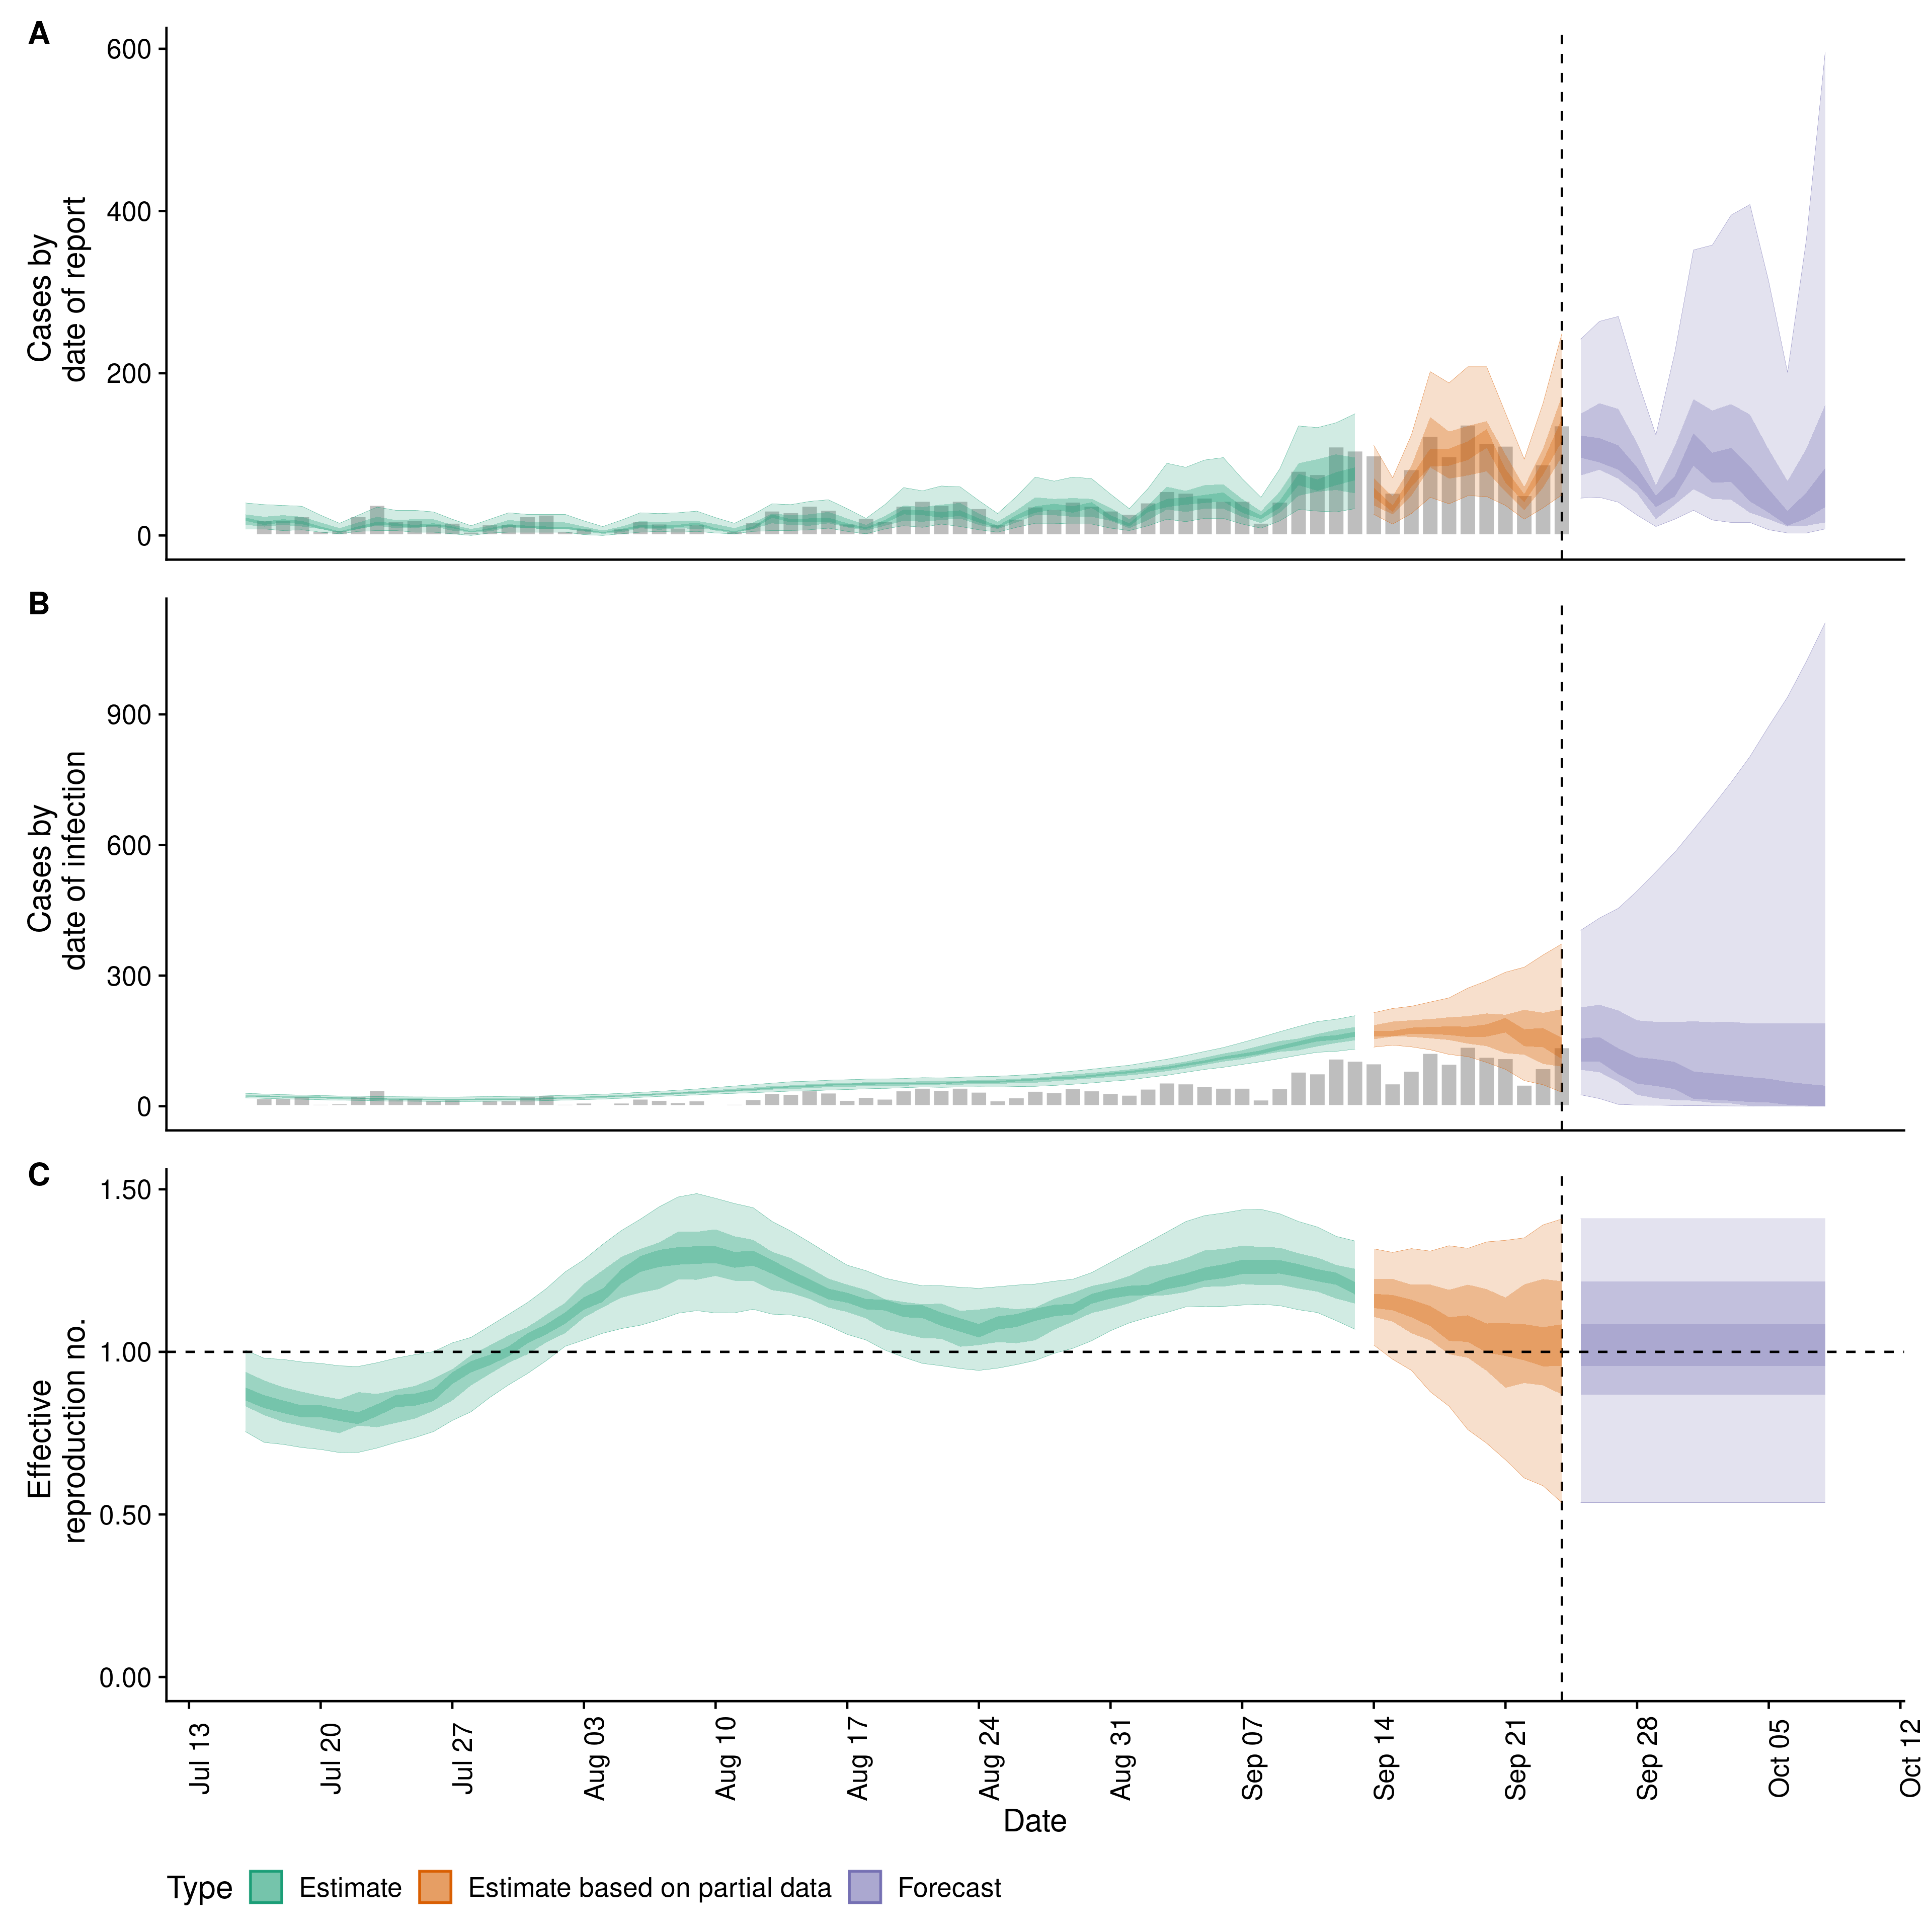 A
600
400
200
0
Cases by
date of report
B
900
600
300
0
Cases by
date of infection
C
1.50
1.00
0.50
0.00
Effective
reproduction no.
Jul 13
Jul 20
Jul 27
Aug 03
Aug 10
Aug 17
Aug 24
Aug 31
Sep 07
Sep 14
Sep 21
Sep 28
Oct 05
Oct 12
Date
Type Estimate Estimate based on partial data Forecast